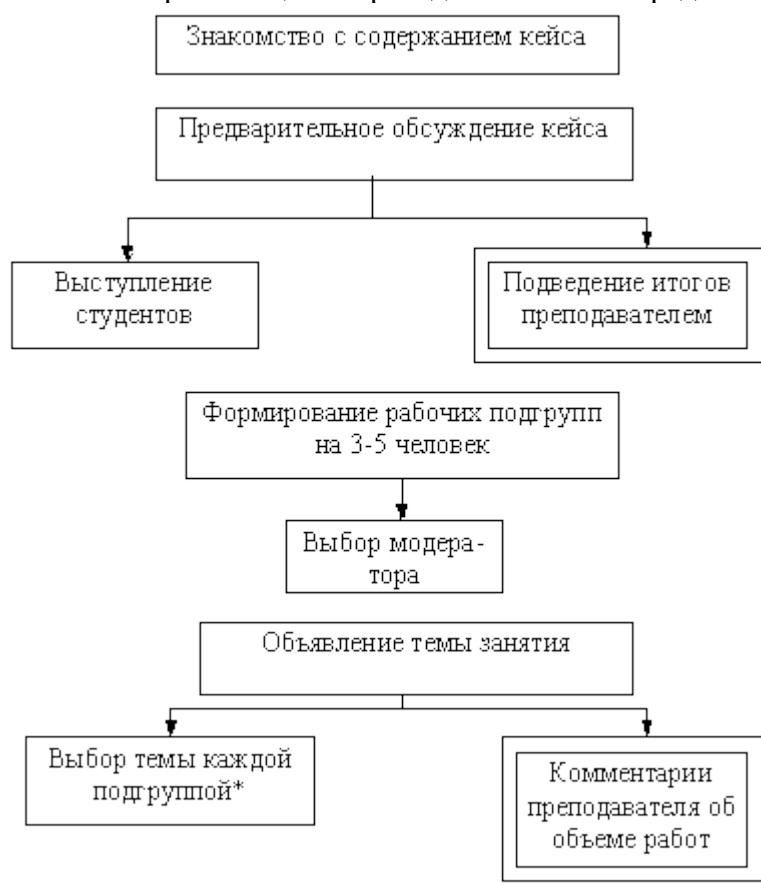 Знакомство с содержанием кейса
Предварительное обсуждение кейса
Выступление
студентов
Подведение итогов
преподавателем
Формирование рабочих подгрупп
на 3-5 человек
Выбор модера-
тора
Объявление темы занятия
Выбор темы каждой
подгруппой*
Комментарии
преподавателя об
объеме работ